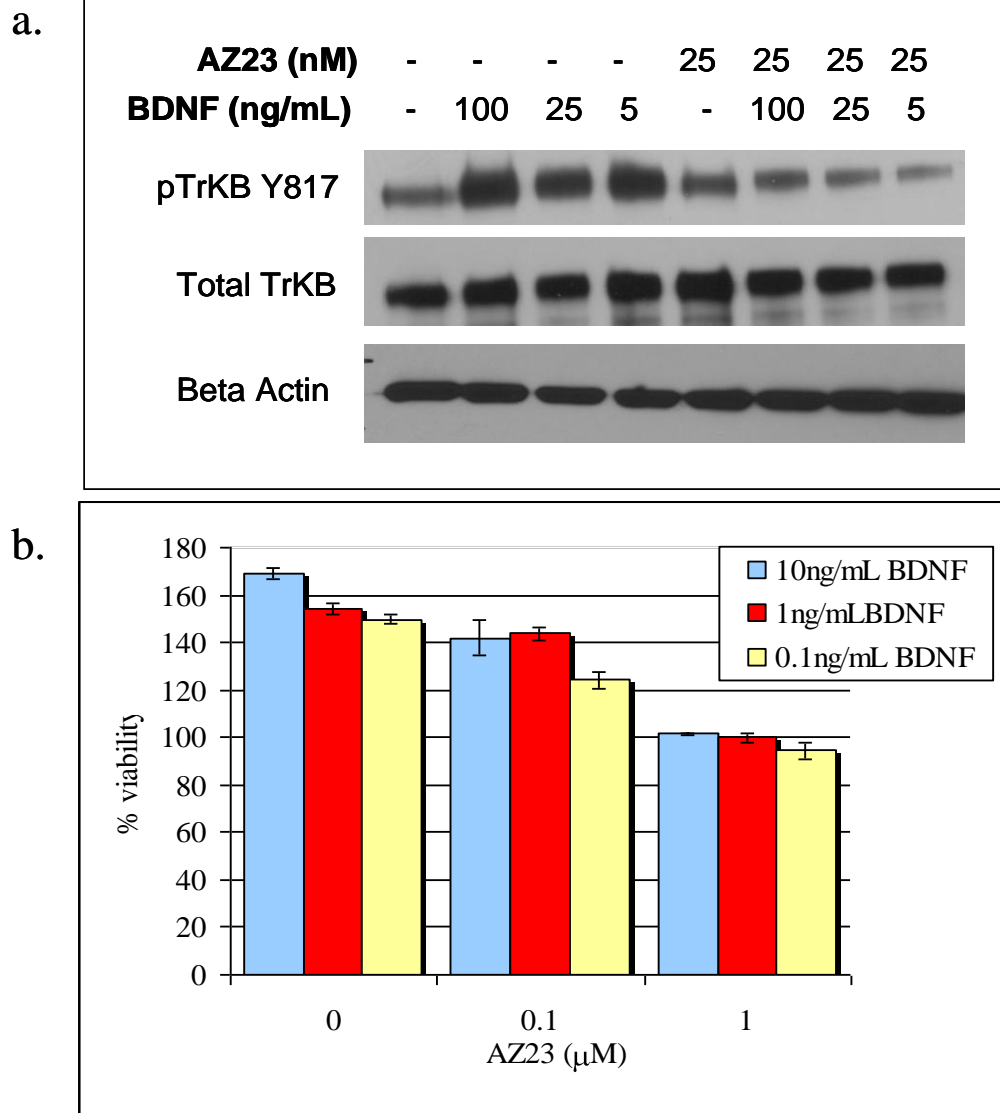 a.
AZ23 (nM) - - - - 25 25 25 25
BDNF (ng/mL) - 100 25 5 - 100 25 5
pTrKB Y817
Total TrKB
Beta Actin
b.
180
160
140
120
100
80
60
40
20
0
% viability
10ng/mL BDNF
1ng/mLBDNF
0.1ng/mL BDNF
0 0.1 1
AZ23 (μM)